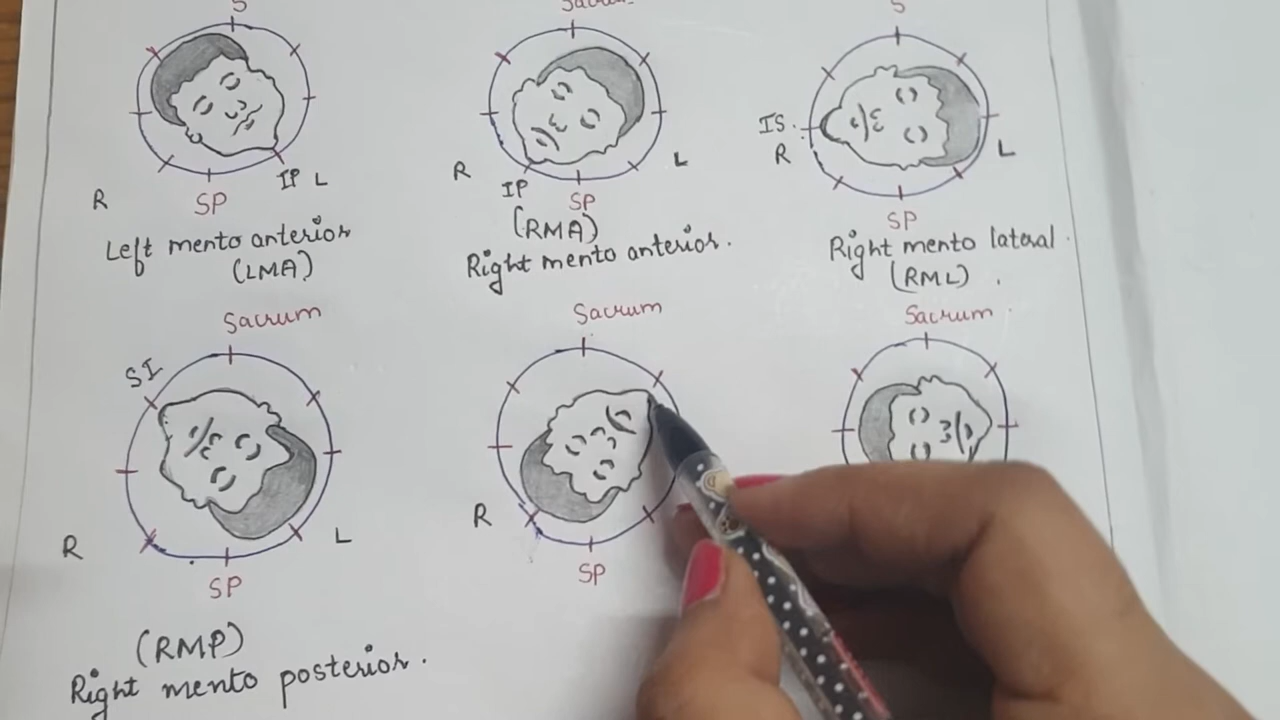 S
Sacrum
S
IP L
R
SP
Left mento anterior
(LMA)
R
L
IP
SP
(RMA)
Right mento anterior.
IS
R
L
SP
Right mento lateral.
(RML).
Sacrum
SI
R
L
SP
(RMP)
Right mento posterior.
Sacrum
R
SP
Sacrum